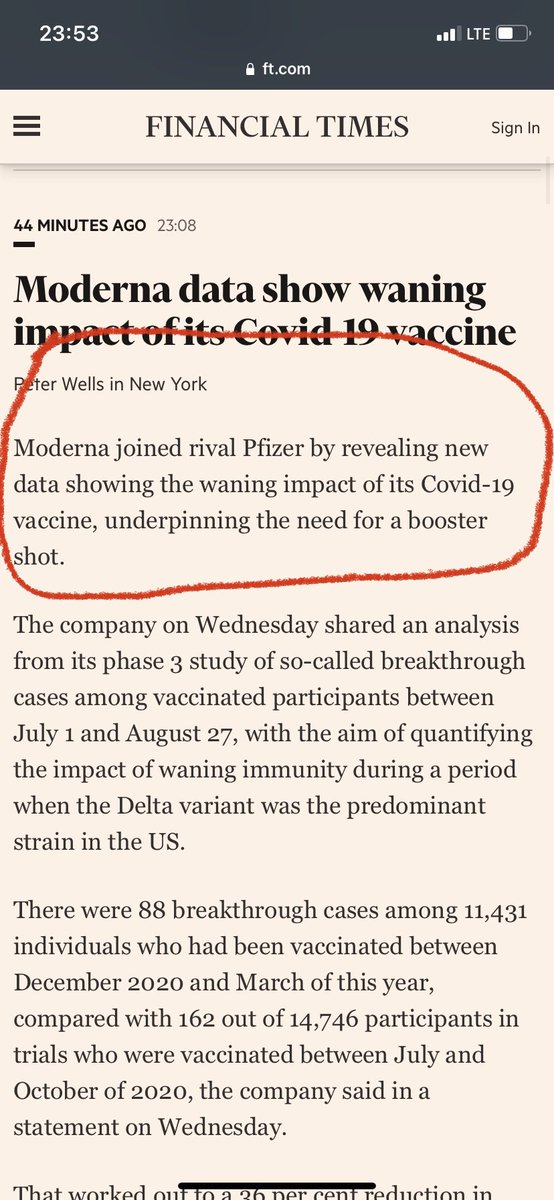 23:53
LTE
ft.com
FINANCIAL TIMES
Sign In
44 MINUTES AGO 23:08
Moderna data show waning
impact of its Covid-19 vaccine
Peter Wells in New York
Moderna joined rival Pfizer by revealing new
data showing the waning impact of its Covid-19
vaccine, underpinning the need for a booster
shot.
The company on Wednesday shared an analysis
from its phase 3 study of so-called breakthrough
cases among vaccinated participants between
July 1 and August 27, with the aim of quantifying
the impact of waning immunity during a period
when the Delta variant was the predominant
strain in the US.
There were 88 breakthrough cases among 11,431
individuals who had been vaccinated between
December 2020 and March of this year,
compared with 162 out of 14,746 participants in
trials who were vaccinated between July and
October of 2020, the company said in a
statement on Wednesday.
That worked out to a 36 per cent reduction in